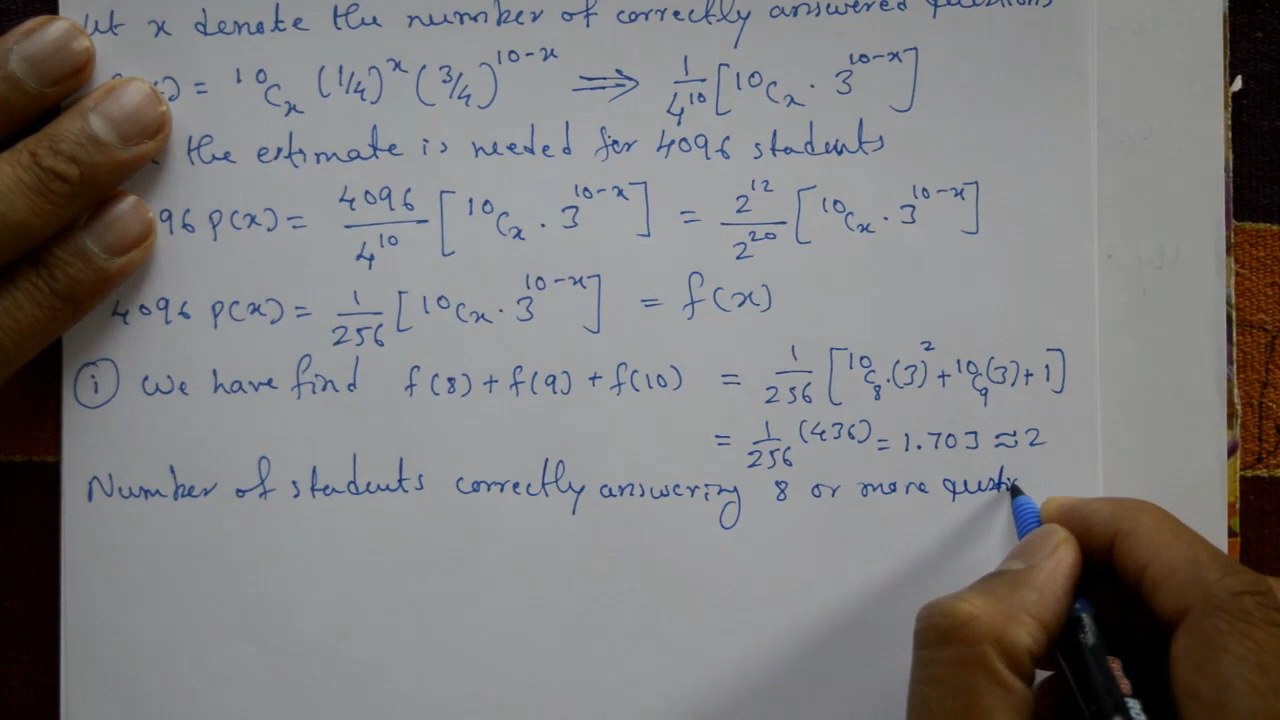 x denote the number of correctly answered questions
) = ¹⁰Cₓ (1/4)ˣ (3/4)¹⁰⁻ˣ ⟹ 1/4¹⁰ [¹⁰Cₓ · 3¹⁰⁻ˣ]
the estimate is needed for 4096 students
96 p(x) = 4096/4¹⁰ [¹⁰Cₓ · 3¹⁰⁻ˣ] = 2¹²/2²⁰ [¹⁰Cₓ · 3¹⁰⁻ˣ]
4096 p(x) = 1/256 [¹⁰Cₓ · 3¹⁰⁻ˣ] = f(x)
(i) We have find f(8) + f(9) + f(10) = 1/256 [¹⁰C₈ · (3)² + ¹⁰C₉ (3) + 1]
= 1/256 (436) = 1.703 ≈ 2
Number of students correctly answering 8 or more questi